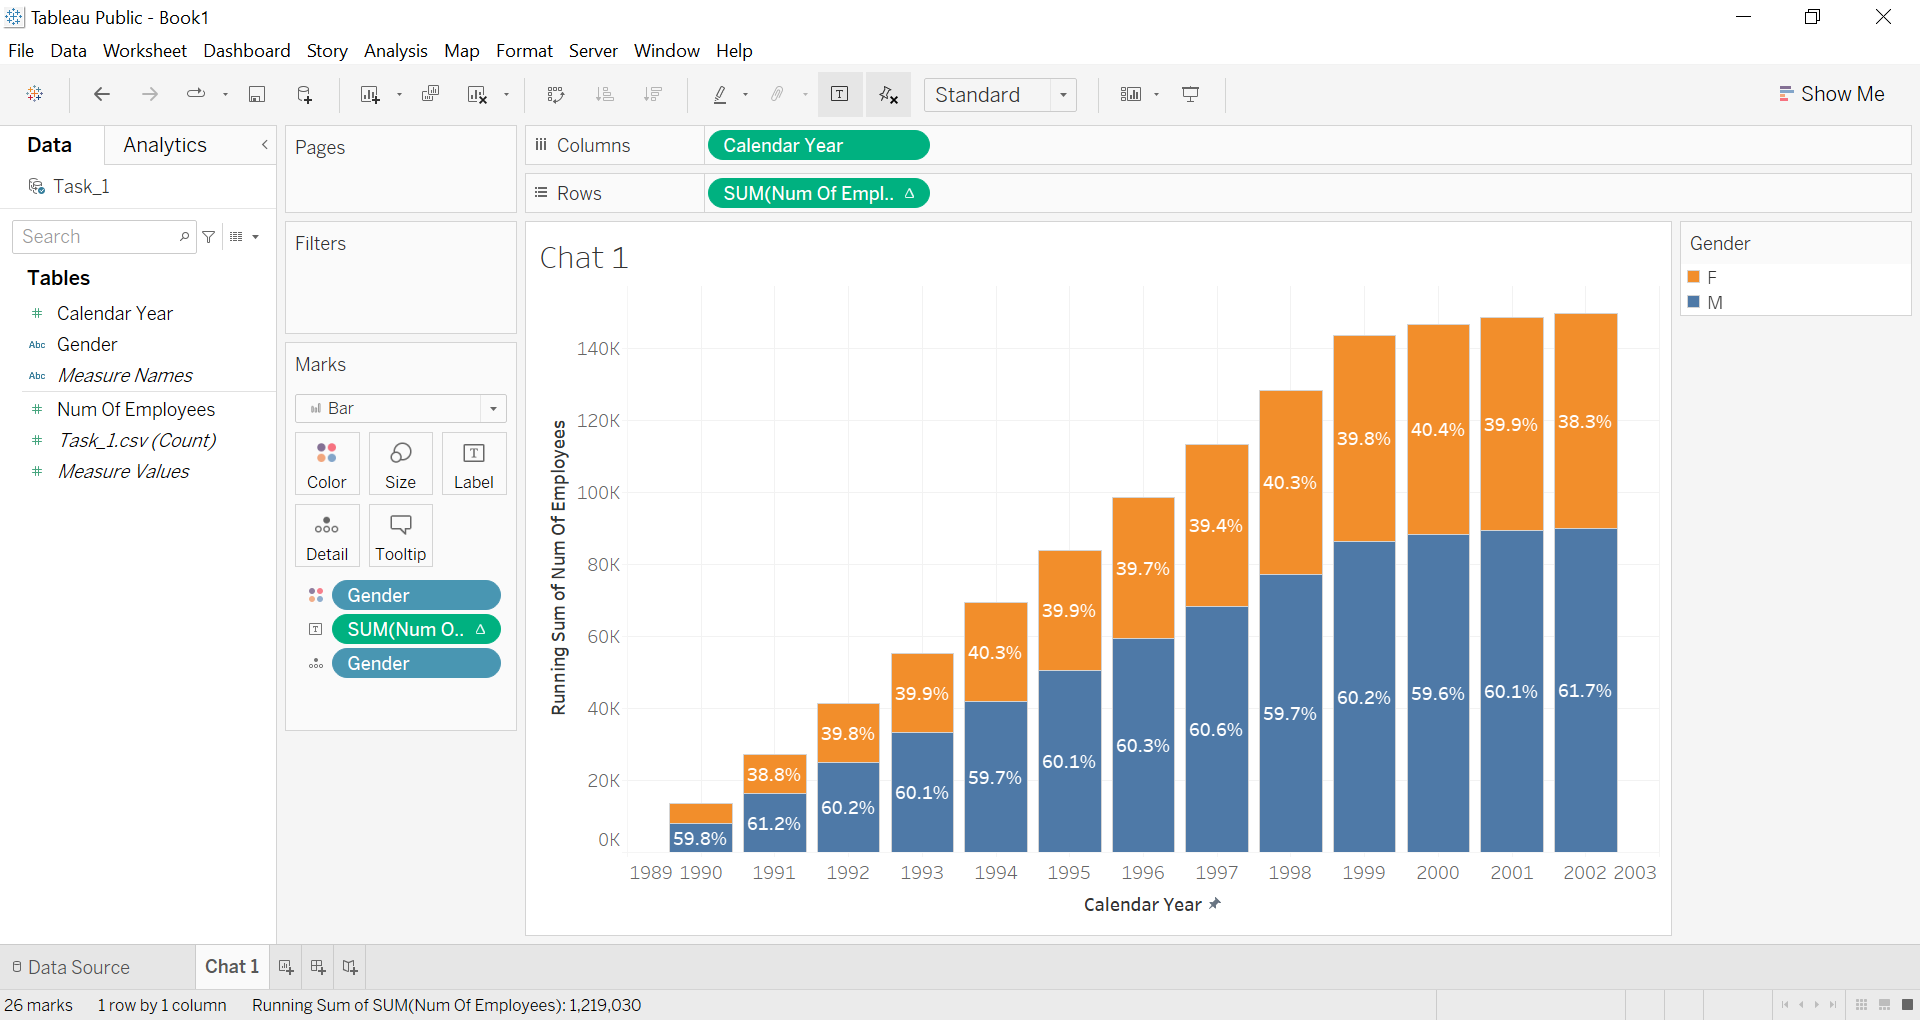 Tableau Public - Book1
File Data Worksheet Dashboard Story Analysis Map Format Server Window Help
Standard
Show Me
Data Analytics
Task_1
Search
Tables
Calendar Year
Abc Gender
Abc Measure Names
Num Of Employees
Task_1.csv (Count)
Measure Values
Pages
Filters
Marks
Bar
Color Size Label
Detail Tooltip
Gender
SUM(Num O.. Δ
Gender
Columns Calendar Year
Rows SUM(Num Of Empl.. Δ
Chat 1
Running Sum of Num Of Employees
140K
120K
100K
80K
60K
40K
20K
0K
38.8% 39.8% 39.9% 40.3% 39.9% 39.7% 39.4% 40.3% 39.8% 40.4% 39.9% 38.3%
59.8% 61.2% 60.2% 60.1% 59.7% 60.1% 60.3% 60.6% 59.7% 60.2% 59.6% 60.1% 61.7%
1989 1990 1991 1992 1993 1994 1995 1996 1997 1998 1999 2000 2001 2002 2003
Calendar Year
Gender
F
M
Data Source Chat 1
26 marks 1 row by 1 column Running Sum of SUM(Num Of Employees): 1,219,030